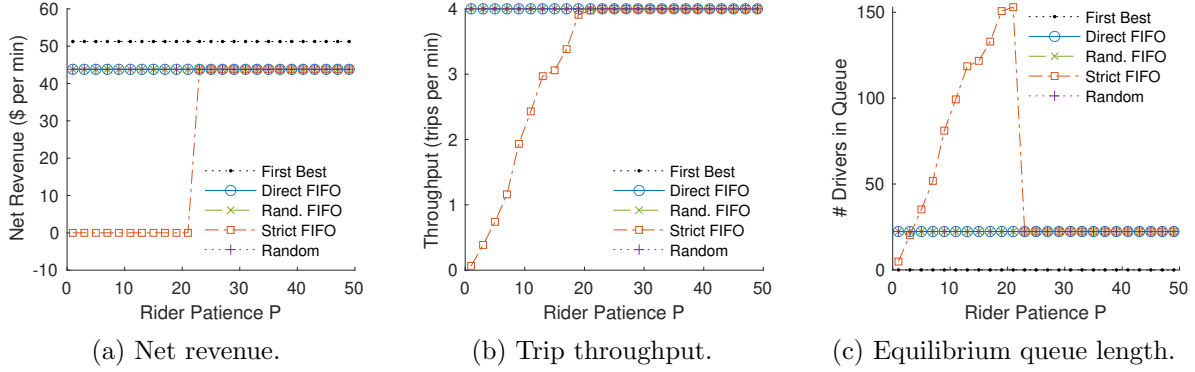 60
50
40
30
20
10
0
-10
Net Revenue ($ per min)
First Best
Direct FIFO
Rand. FIFO
Strict FIFO
Random
0 10 20 30 40 50
Rider Patience P
(a) Net revenue.
4
3
2
1
0
Throughput (trips per min)
First Best
Direct FIFO
Rand. FIFO
Strict FIFO
Random
0 10 20 30 40 50
Rider Patience P
(b) Trip throughput.
150
100
50
0
# Drivers in Queue
First Best
Direct FIFO
Rand. FIFO
Strict FIFO
Random
0 10 20 30 40 50
Rider Patience P
(c) Equilibrium queue length.